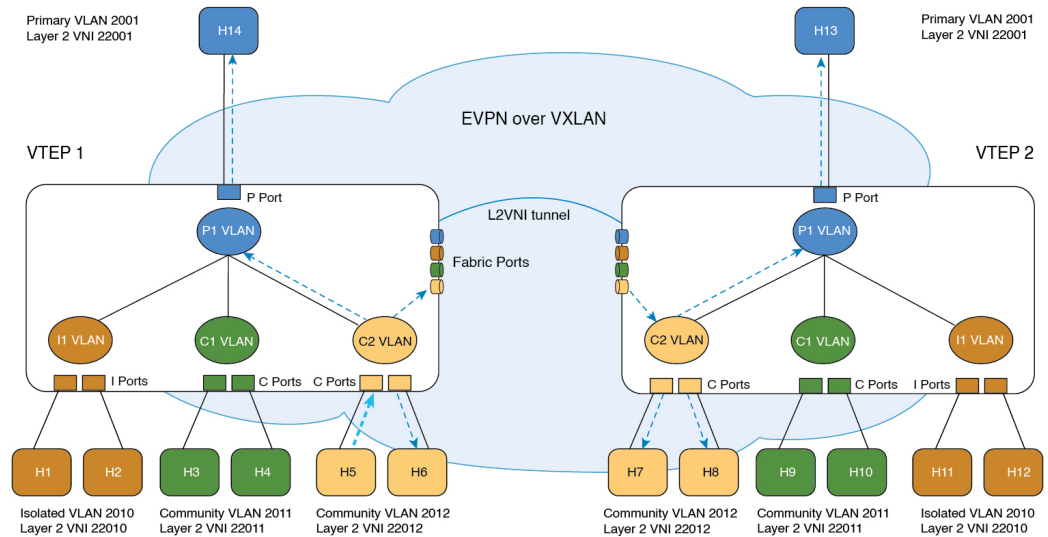 Primary VLAN 2001
Layer 2 VNI 22001
H14
H13
Primary VLAN 2001
Layer 2 VNI 22001
EVPN over VXLAN
VTEP 1
VTEP 2
P Port
P Port
P1 VLAN
L2VNI tunnel
P1 VLAN
Fabric Ports
I1 VLAN
C1 VLAN
C2 VLAN
C2 VLAN
C1 VLAN
I1 VLAN
I Ports
C Ports
C Ports
C Ports
C Ports
I Ports
H1
H2
H3
H4
H5
H6
H7
H8
H9
H10
H11
H12
Isolated VLAN 2010
Layer 2 VNI 22010
Community VLAN 2011
Layer 2 VNI 22011
Community VLAN 2012
Layer 2 VNI 22012
Community VLAN 2012
Layer 2 VNI 22012
Community VLAN 2011
Layer 2 VNI 22011
Isolated VLAN 2010
Layer 2 VNI 22010